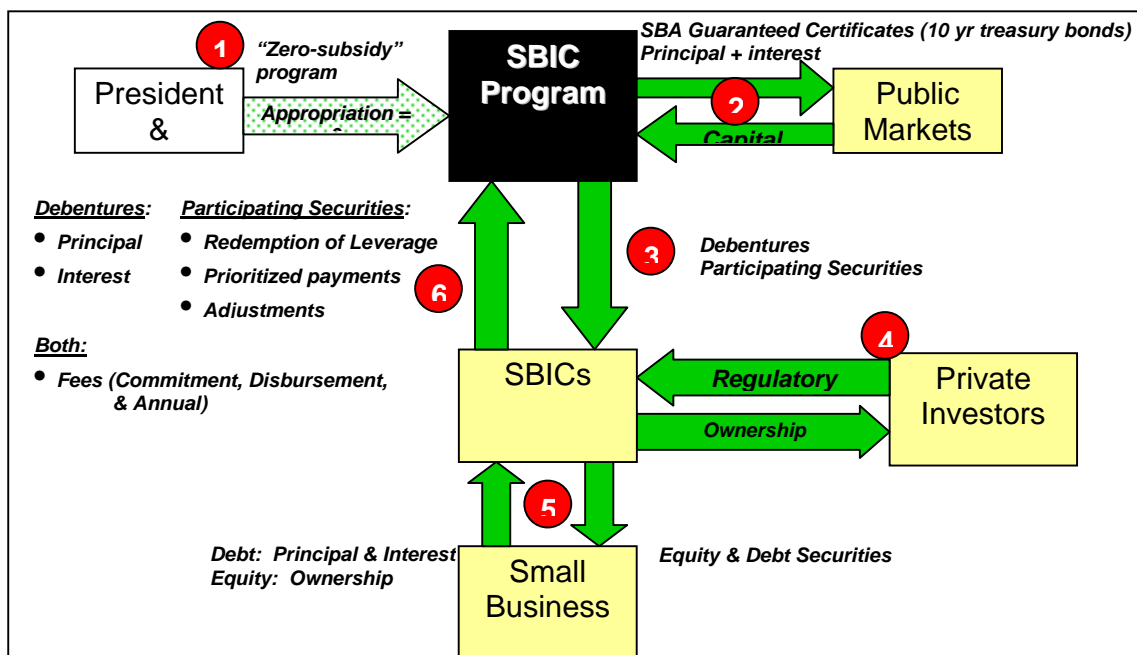 1
“Zero-subsidy”
program
President
&
Appropriation =
SBIC
Program
SBA Guaranteed Certificates (10 yr treasury bonds)
Principal + interest
2
Capital
Public
Markets
Debentures:
• Principal
• Interest
Participating Securities:
• Redemption of Leverage
• Prioritized payments
• Adjustments
Both:
• Fees (Commitment, Disbursement,
& Annual)
6
3
Debentures
Participating Securities
4
SBICs
Regulatory
Ownership
Private
Investors
5
Debt: Principal & Interest
Equity: Ownership
Small
Business
Equity & Debt Securities